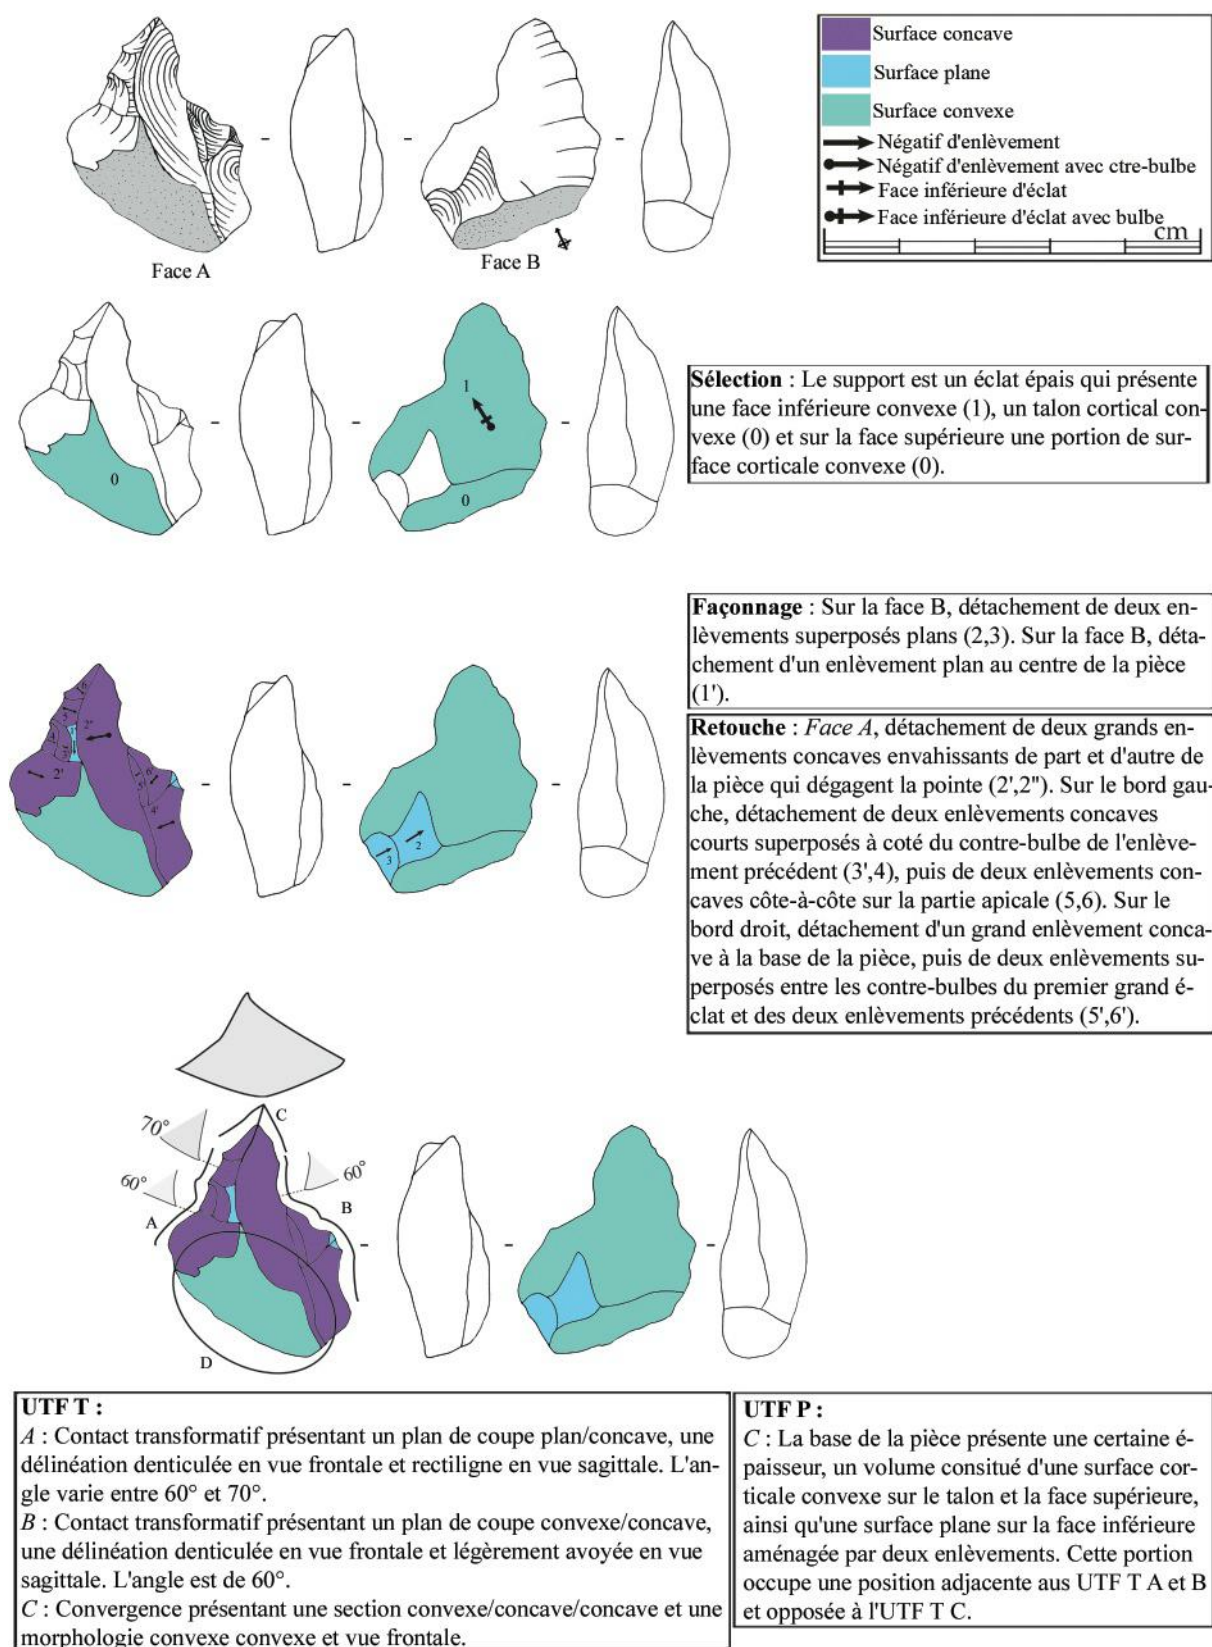 Surface concave
Surface plane
Surface convexe
Négatif d'enlèvement
Négatif d'enlèvement avec ctre-bulbe
Face inférieure d'éclat
Face inférieure d'éclat avec bulbe
cm
Face A
Face B
1
0
0
Sélection : Le support est un éclat épais qui présente
une face inférieure convexe (1), un talon cortical con-
vexe (0) et sur la face supérieure une portion de sur-
face corticale convexe (0).
Façonnage : Sur la face B, détachement de deux en-
lèvements superposés plans (2,3). Sur la face B, déta-
chement d'un enlèvement plan au centre de la pièce
(1').
Retouche : Face A, détachement de deux grands en-
lèvements concaves envahissants de part et d'autre de
la pièce qui dégagent la pointe (2',2''). Sur le bord gau-
che, détachement de deux enlèvements concaves
courts superposés à coté du contre-bulbe de l'enlève-
ment précédent (3',4), puis de deux enlèvements con-
caves côte-à-côte sur la partie apicale (5,6). Sur le
bord droit, détachement d'un grand enlèvement conca-
ve à la base de la pièce, puis de deux enlèvements su-
perposés entre les contre-bulbes du premier grand é-
clat et des deux enlèvements précédents (5',6').
6
5
2''
4
3'
1'
2'
6'
5'
4'
3
2
C
70°
60°
60°
A
B
D
UTF T :
A : Contact transformatif présentant un plan de coupe plan/concave, une
délinéation denticulée en vue frontale et rectiligne en vue sagittale. L'an-
gle varie entre 60° et 70°.
B : Contact transformatif présentant un plan de coupe convexe/concave,
une délinéation denticulée en vue frontale et légèrement avoyée en vue
sagittale. L'angle est de 60°.
C : Convergence présentant une section convexe/concave/concave et une
morphologie convexe convexe et vue frontale.
UTF P :
C : La base de la pièce présente une certaine é-
paisseur, un volume consitué d'une surface cor-
ticale convexe sur le talon et la face supérieure,
ainsi qu'une surface plane sur la face inférieure
aménagée par deux enlèvements. Cette portion
occupe une position adjacente aus UTF T A et B
et opposée à l'UTF T C.